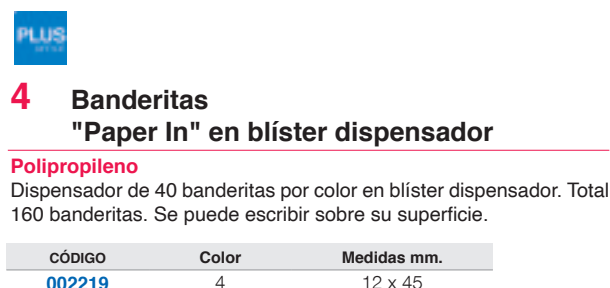 PLUS
office
4 Banderitas
"Paper In" en blíster dispensador
Polipropileno
Dispensador de 40 banderitas por color en blíster dispensador. Total
160 banderitas. Se puede escribir sobre su superficie.
CÓDIGO Color Medidas mm.
002219 4 12 x 45